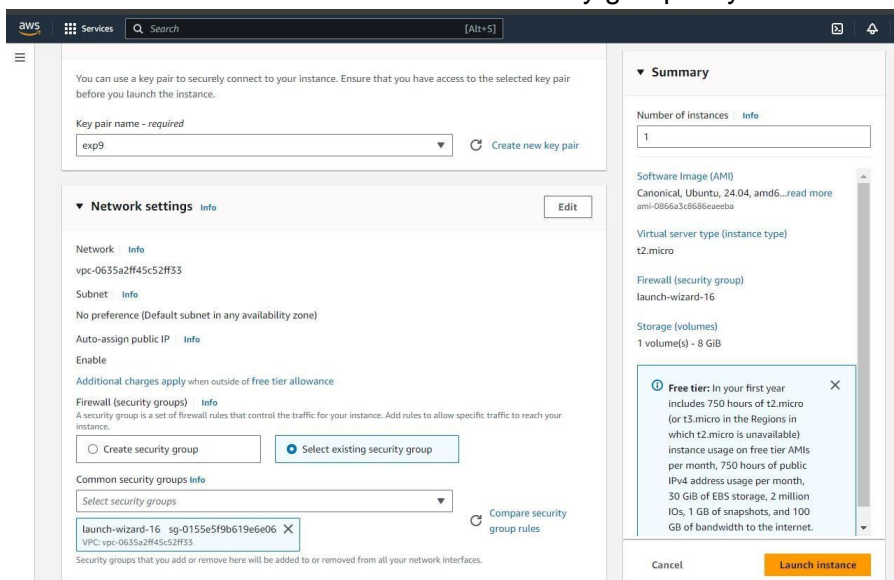 aws
Services
Search
[Alt+S]
You can use a key pair to securely connect to your instance. Ensure that you have access to the selected key pair
before you launch the instance.
Key pair name - required
exp9
Create new key pair
Network settings Info
Edit
Network Info
vpc-0635a2ff45c52ff33
Subnet Info
No preference (Default subnet in any availability zone)
Auto-assign public IP Info
Enable
Additional charges apply when outside of free tier allowance
Firewall (security groups) Info
A security group is a set of firewall rules that control the traffic for your instance. Add rules to allow specific traffic to reach your
instance.
Create security group
Select existing security group
Common security groups Info
Select security groups
launch-wizard-16 sg-0155e5f9b619e6e06
VPC: vpc-0635a2ff45c52ff33
Compare security
group rules
Security groups that you add or remove here will be added to or removed from all your network interfaces.
Summary
Number of instances Info
1
Software Image (AMI)
Canonical, Ubuntu, 24.04, amd6...read more
ami-0866a3c8686eaeeba
Virtual server type (instance type)
t2.micro
Firewall (security group)
launch-wizard-16
Storage (volumes)
1 volume(s) - 8 GiB
Free tier: In your first year
includes 750 hours of t2.micro
(or t3.micro in the Regions in
which t2.micro is unavailable)
instance usage on free tier AMIs
per month, 750 hours of public
IPv4 address usage per month,
30 GiB of EBS storage, 2 million
IOs, 1 GB of snapshots, and 100
GB of bandwidth to the internet.
Cancel
Launch instance